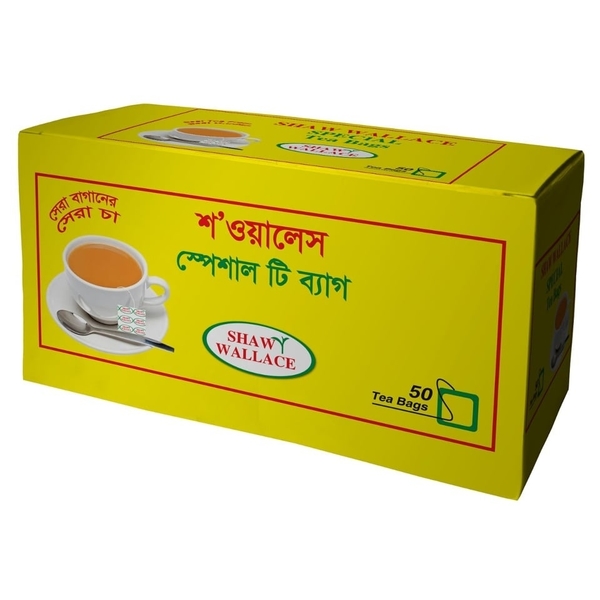 SHAW WALLACE
SPECIAL
Tea Bags
SHAW
WALLACE
50
Tea Bags
সেরা বাগানের
সেরা চা
শ'ওয়ালেস
স্পেশাল টি ব্যাগ
SHAW
WALLACE
50
Tea Bags